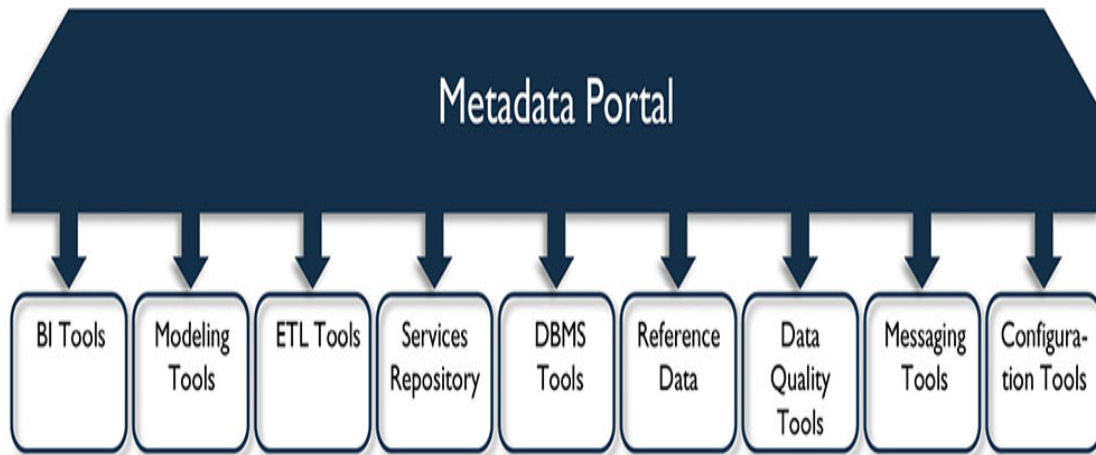 Metadata Portal
BI Tools
Modeling
Tools
ETL Tools
Services
Repository
DBMS
Tools
Reference
Data
Data
Quality
Tools
Messaging
Tools
Configura-
tion Tools